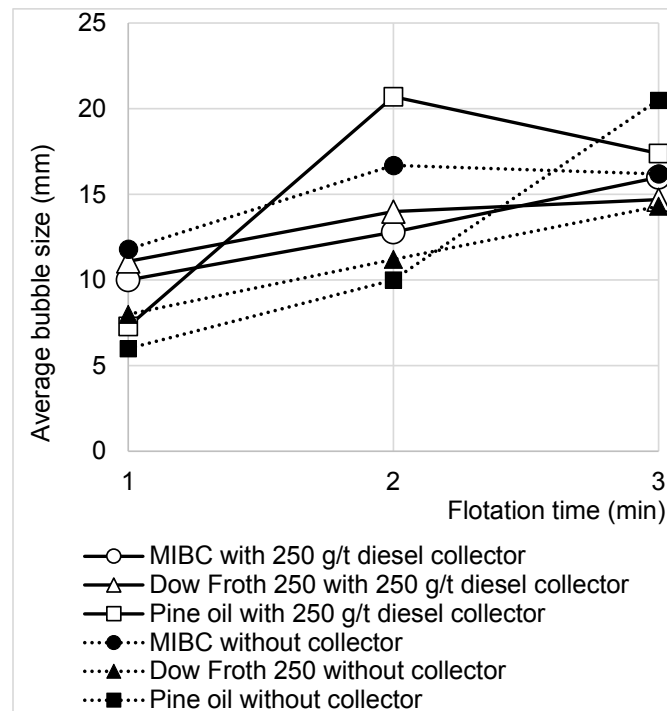 25
20
15
10
5
0
Average bubble size (mm)
1 2 3
Flotation time (min)
MIBC with 250 g/t diesel collector
Dow Froth 250 with 250 g/t diesel collector
Pine oil with 250 g/t diesel collector
MIBC without collector
Dow Froth 250 without collector
Pine oil without collector